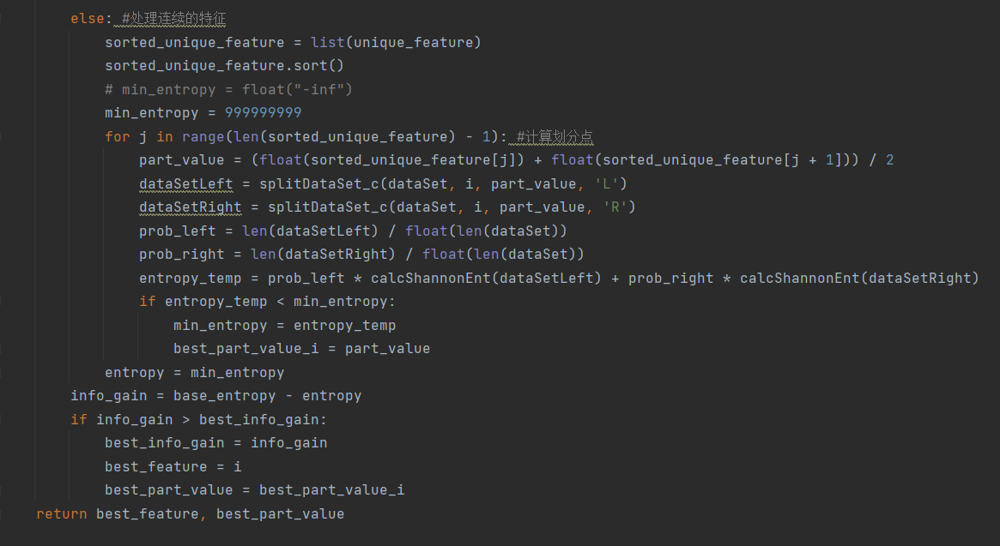 else: #处理连续的特征
sorted_unique_feature = list(unique_feature)
sorted_unique_feature.sort()
# min_entropy = float("-inf")
min_entropy = 999999999
for j in range(len(sorted_unique_feature) - 1): #计算划分点
part_value = (float(sorted_unique_feature[j]) + float(sorted_unique_feature[j + 1])) / 2
dataSetLeft = splitDataSet_c(dataSet, i, part_value, 'L')
dataSetRight = splitDataSet_c(dataSet, i, part_value, 'R')
prob_left = len(dataSetLeft) / float(len(dataSet))
prob_right = len(dataSetRight) / float(len(dataSet))
entropy_temp = prob_left * calcShannonEnt(dataSetLeft) + prob_right * calcShannonEnt(dataSetRight)
if entropy_temp < min_entropy:
min_entropy = entropy_temp
best_part_value_i = part_value
entropy = min_entropy
info_gain = base_entropy - entropy
if info_gain > best_info_gain:
best_info_gain = info_gain
best_feature = i
best_part_value = best_part_value_i
return best_feature, best_part_value